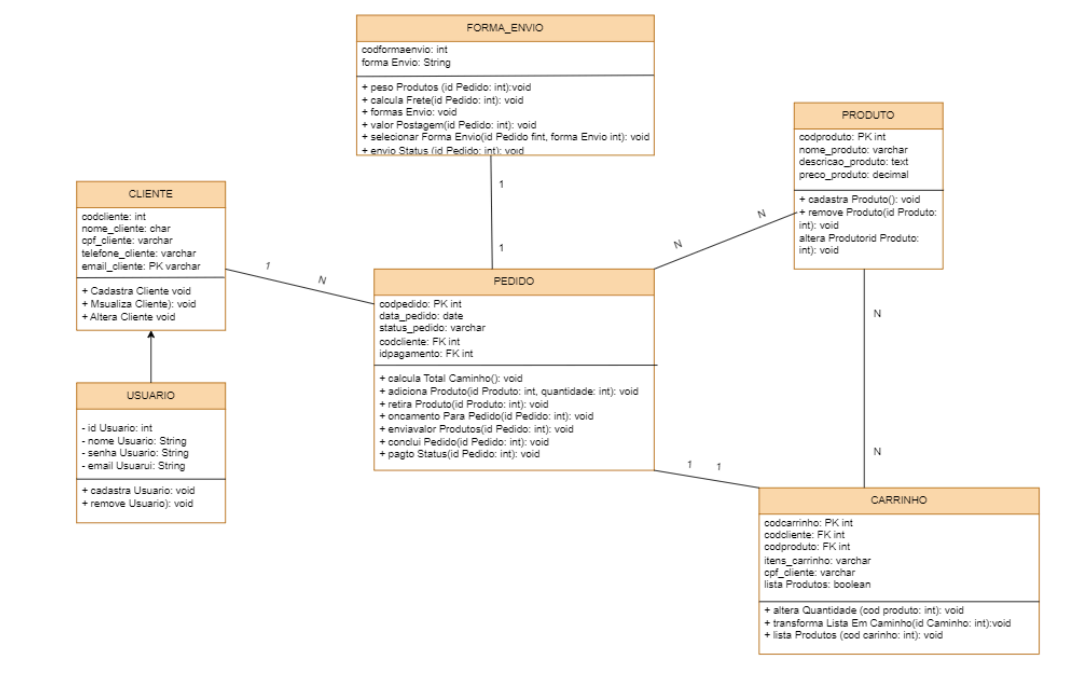 FORMA_ENVIO
codformaenvio: int
forma Envio: String
+ peso Produtos (id Pedido: int):void
+ calcula Frete(id Pedido: int): void
+ formas Envio: void
+ valor Postagem(id Pedido: int): void
+ selecionar Forma Envio(id Pedido fint, forma Envio int): void
+ envio Status (id Pedido: int): void
PRODUTO
codproduto: PK int
nome_produto: varchar
descricao_produto: text
preco_produto: decimal
+ cadastra Produto(): void
+ remove Produto(id Produto:
int): void
altera Produtorid Produto:
int): void
CLIENTE
codcliente: int
nome_cliente: char
cpf_cliente: varchar
telefone_cliente: varchar
email_cliente: PK varchar
+ Cadastra Cliente void
+ Msualiza Cliente): void
+ Altera Cliente void
1
1
N
N
1
N
PEDIDO
codpedido: PK int
data_pedido: date
status_pedido: varchar
codcliente: FK int
idpagamento: FK int
+ calcula Total Caminho(): void
+ adiciona Produto(id Produto: int, quantidade: int): void
+ retira Produto(id Produto: int): void
+ oncamento Para Pedido(id Pedido: int): void
+ enviavalor Produtos(id Pedido: int): void
+ conclui Pedido(id Pedido: int): void
+ pagto Status(id Pedido: int): void
USUARIO
- id Usuario: int
- nome Usuario: String
- senha Usuario: String
- email Usuarui: String
+ cadastra Usuario: void
+ remove Usuario): void
N
N
1
1
CARRINHO
codcarrinho: PK int
codcliente: FK int
codproduto: FK int
itens_carrinho: varchar
cpf_cliente: varchar
lista Produtos: boolean
+ altera Quantidade (cod produto: int): void
+ transforma Lista Em Caminho(id Caminho: int):void
+ lista Produtos (cod carinho: int): void